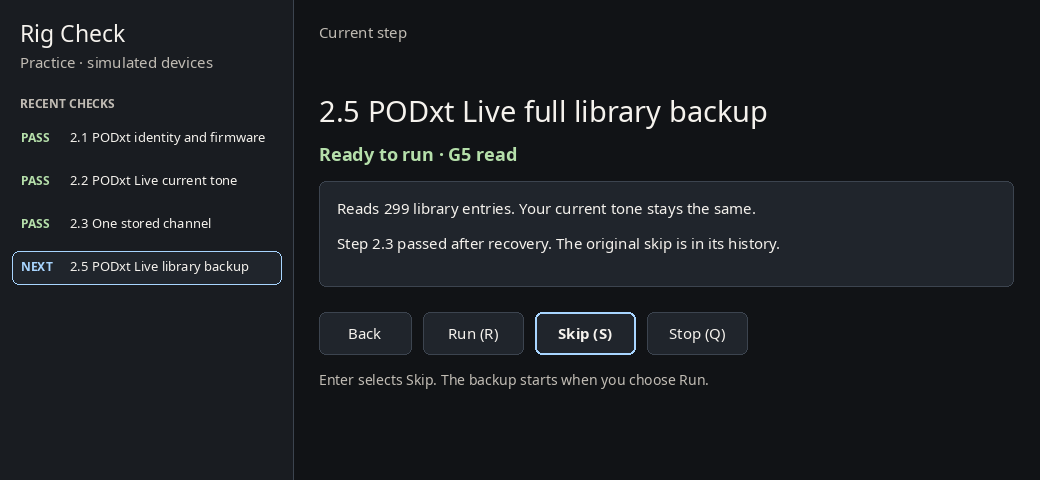 Rig Check
Practice · simulated devices
RECENT CHECKS
PASS 2.1 PODxt identity and firmware
PASS 2.2 PODxt Live current tone
PASS 2.3 One stored channel
NEXT 2.5 PODxt Live library backup
Current step
2.5 PODxt Live full library backup
Ready to run · G5 read
Reads 299 library entries. Your current tone stays the same.
Step 2.3 passed after recovery. The original skip is in its history.
Back Run (R) Skip (S) Stop (Q)
Enter selects Skip. The backup starts when you choose Run.